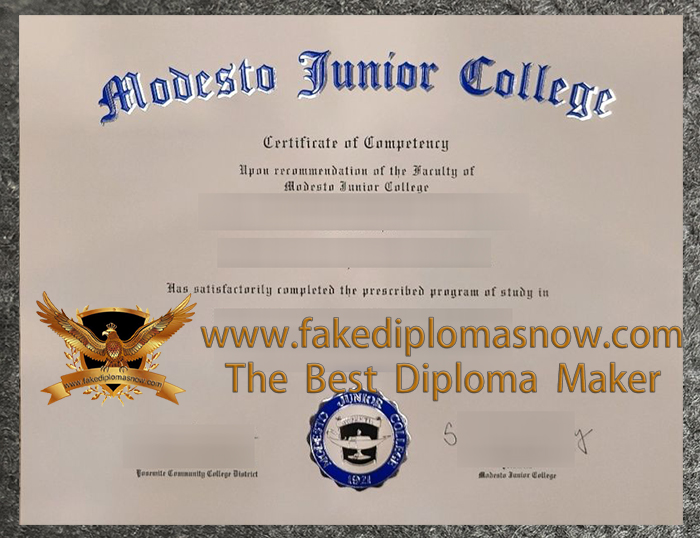 Modesto Junior College
Certificate of Competency
Upon recommendation of the Faculty of
Modesto Junior College
Has satisfactorily completed the prescribed program of study in
www.fakediplomasnow.com
www.fakediplomasnow.com
The Best Diploma Maker
MODESTO JUNIOR COLLEGE
1921
S y
Yosemite Community College District
Modesto Junior College